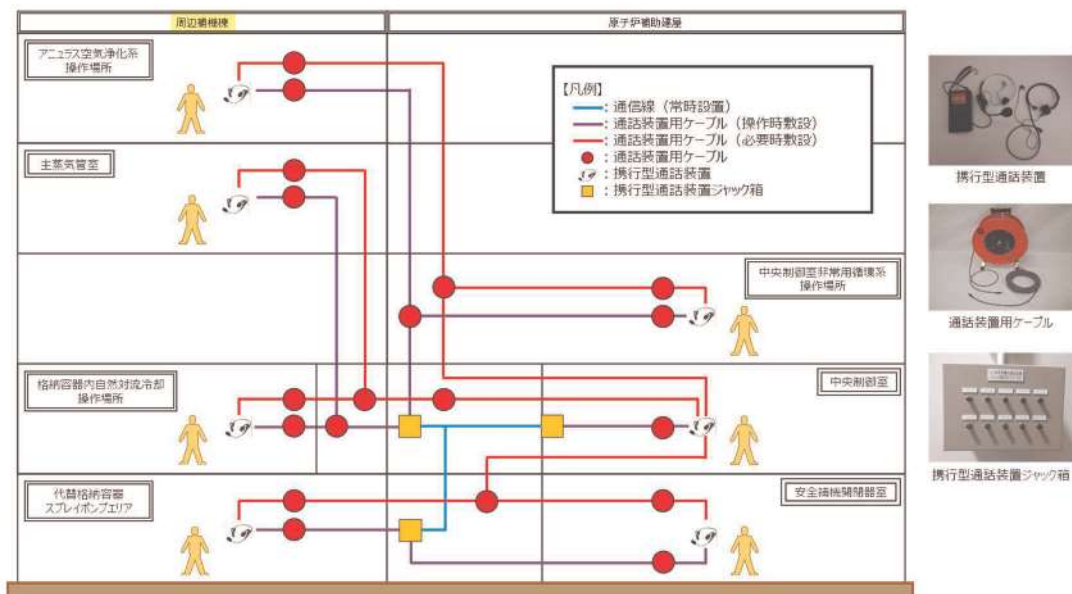 周辺補機棟
原子炉補助建屋
アニュラス空気浄化系
操作場所
【凡例】
：通信線（常時設置）
：通話装置用ケーブル（操作時敷設）
：通話装置用ケーブル（必要時敷設）
：通話装置用ケーブル
：携行型通話装置
：携行型通話装置ジャック箱
主蒸気管室
中央制御室非常用循環系
操作場所
格納容器内自然対流冷却
操作場所
中央制御室
代替格納容器
スプレイポンプエリア
安全補機開閉器室
携行型通話装置
通話装置用ケーブル
携行型通話装置ジャック箱